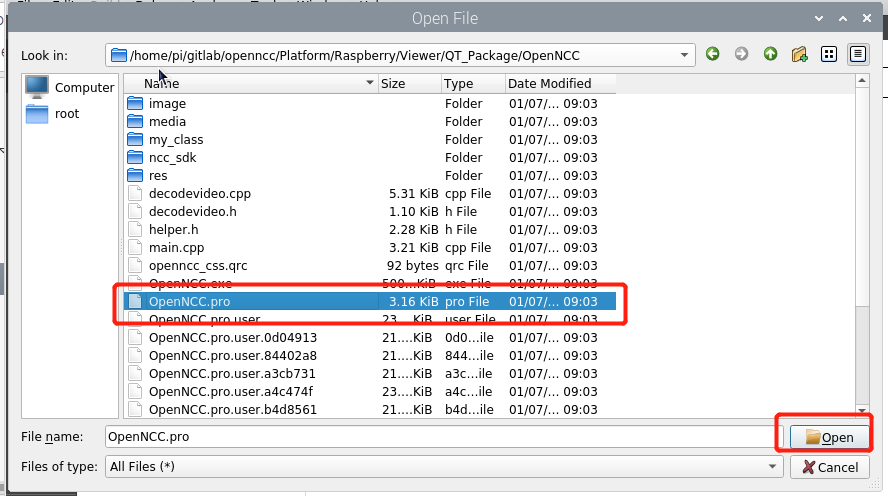 Open File
Look in: /home/pi/gitlab/openncc/Platform/Raspberry/Viewer/QT_Package/OpenNCC
Computer
root
Name Size Type Date Modified
image Folder 01/07/... 09:03
media Folder 01/07/... 09:03
my_class Folder 01/07/... 09:03
ncc_sdk Folder 01/07/... 09:03
res Folder 01/07/... 09:03
decodevideo.cpp 5.31 KiB cpp File 01/07/... 09:03
decodevideo.h 1.10 KiB h File 01/07/... 09:03
helper.h 2.28 KiB h File 01/07/... 09:03
main.cpp 3.21 KiB cpp File 01/07/... 09:03
openncc_css.qrc 92 bytes qrc File 01/07/... 09:03
OpenNCC.exe 500...KiB exe File 01/07/... 09:03
OpenNCC.pro 3.16 KiB pro File 01/07/... 09:03
OpenNCC.pro.user 23....KiB user File 01/07/... 09:03
OpenNCC.pro.user.0d04913 21....KiB 0d0...ile 01/07/... 09:03
OpenNCC.pro.user.84402a8 21....KiB 844...ile 01/07/... 09:03
OpenNCC.pro.user.a3cb731 21....KiB a3c...ile 01/07/... 09:03
OpenNCC.pro.user.a4c474f 23....KiB a4c...ile 01/07/... 09:03
OpenNCC.pro.user.b4d8561 21....KiB b4d...ile 01/07/... 09:03
File name: OpenNCC.pro Open
Files of type: All Files (*) Cancel